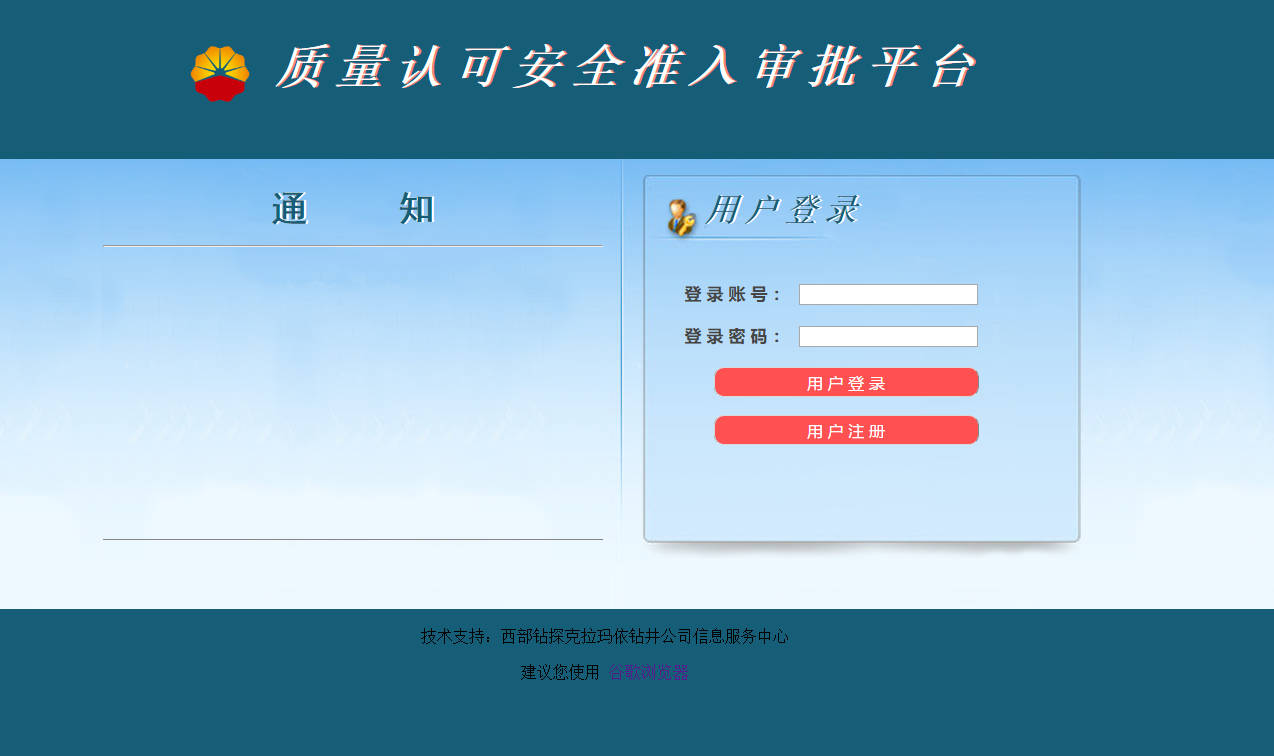 质量认可安全准入审批平台
通 知
用户登录
登录账号：
登录密码：
用户登录
用户注册
技术支持：西部钻探克拉玛依钻井公司信息服务中心
建议您使用 谷歌浏览器